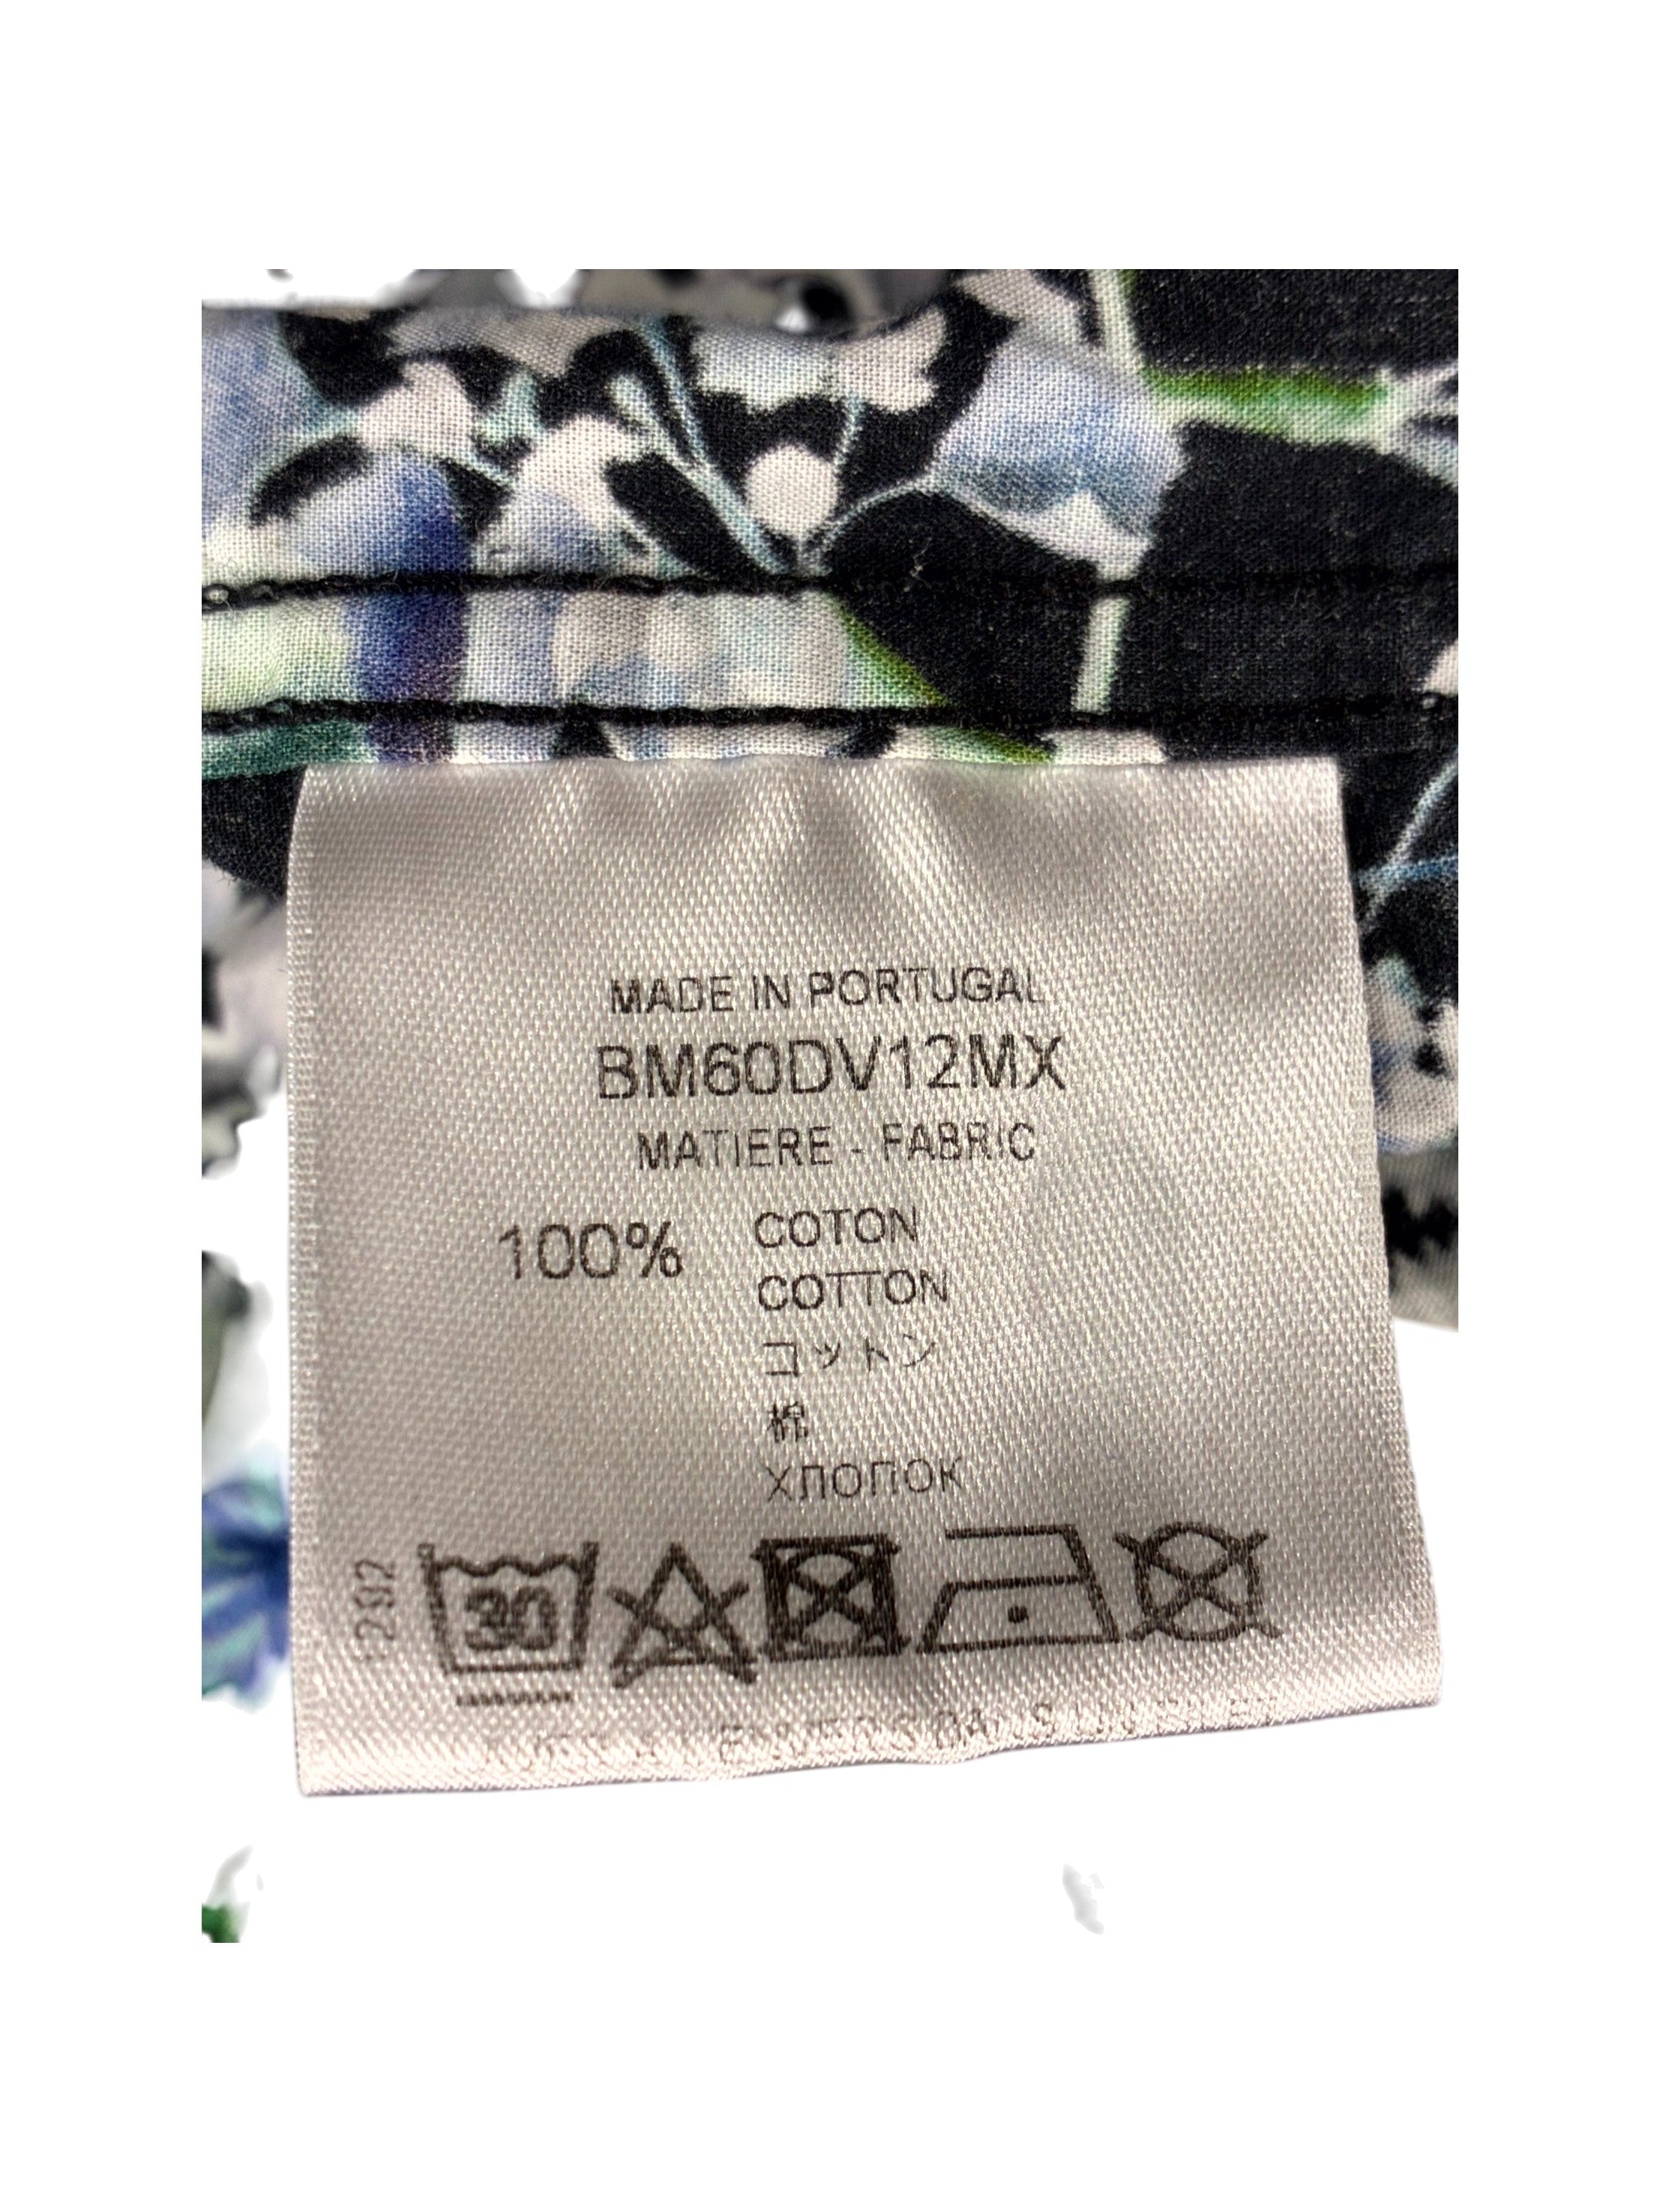 MADE IN PORTUGAL
BM60DV12MX
MATIERE - FABRIC
100% COTON
COTTON
コットン
棉
ХЛОПОК
30